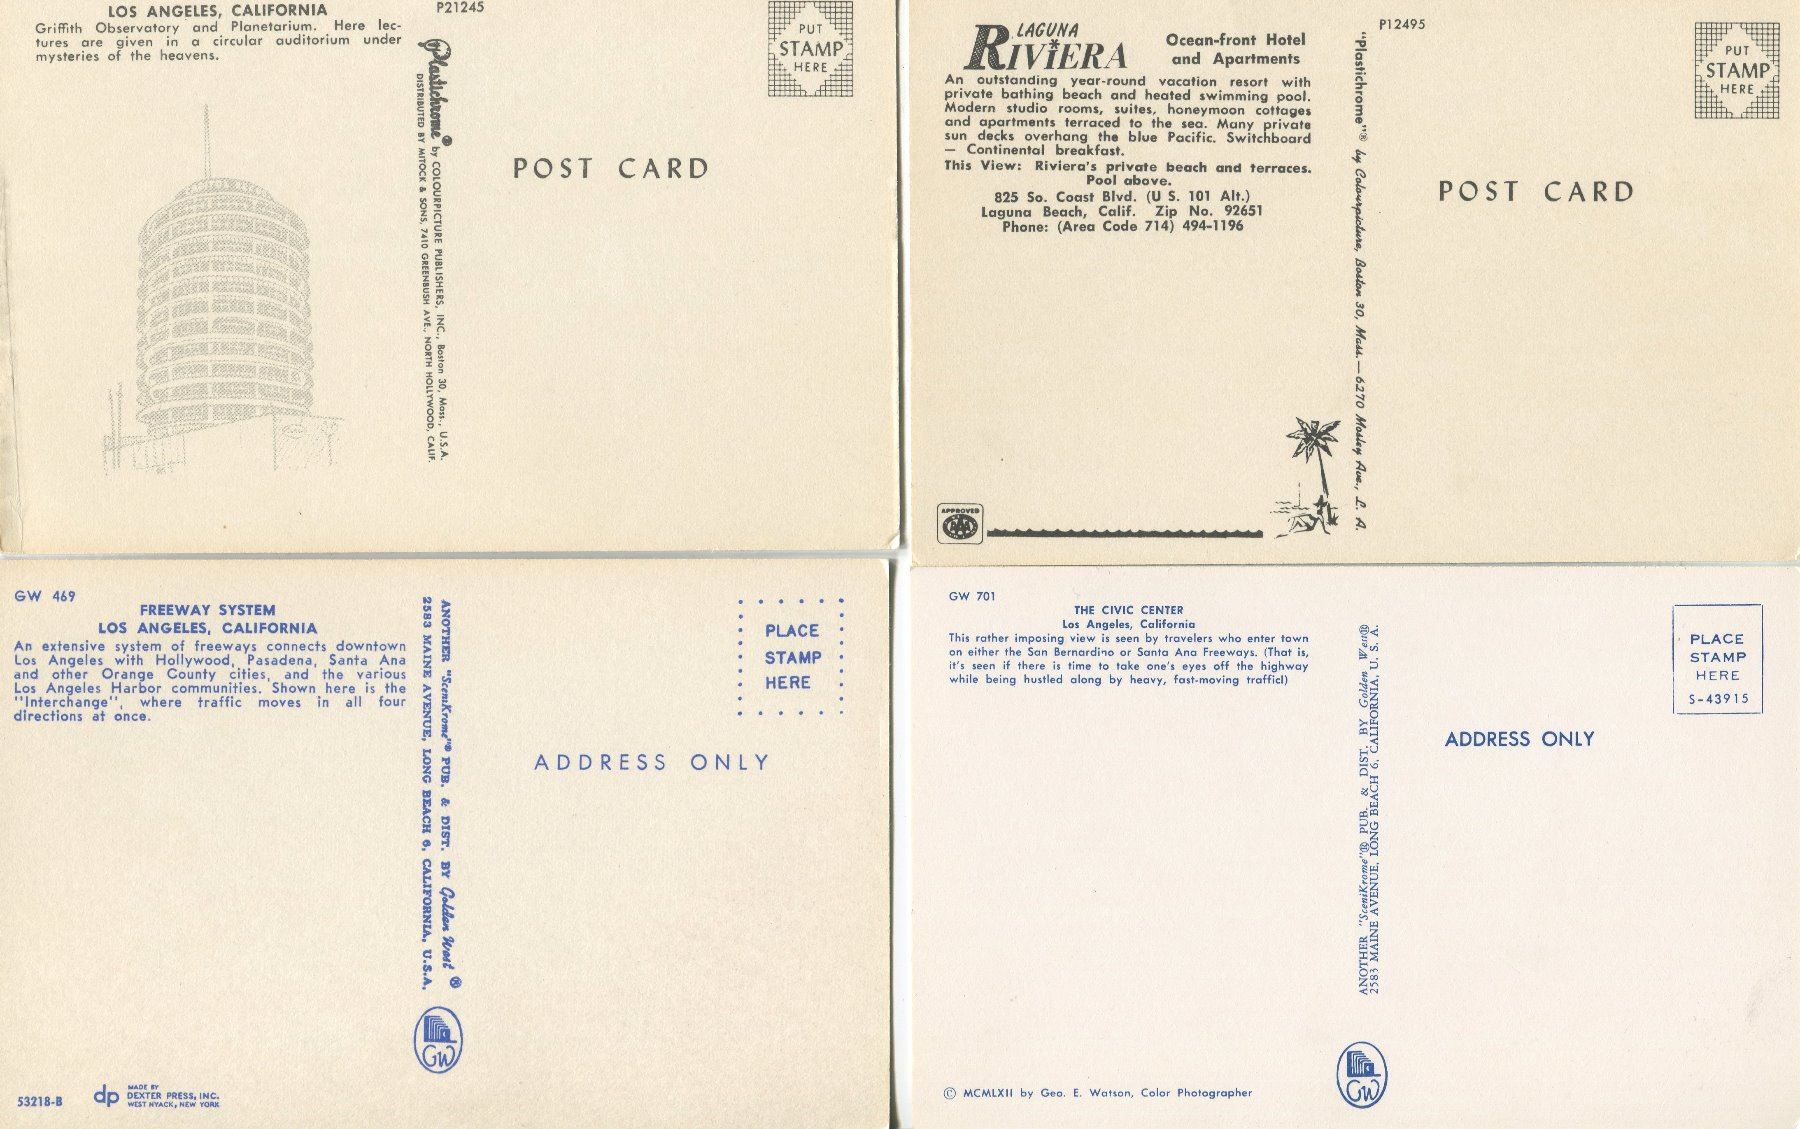 LOS ANGELES, CALIFORNIA
Griffith Observatory and Planetarium. Here lec-
tures are given in a circular auditorium under
mysteries of the heavens.
P21245
Plastichrome® by COLOURPICTURE PUBLISHERS, INC., Boston 30, Mass., U.S.A.
DISTRIBUTED BY MITOCK & SONS, 7410 GREENBUSH AVE., NORTH HOLLYWOOD, CALIF.
PUT
STAMP
HERE
POST CARD
LAGUNA
RIVIERA
Ocean-front Hotel
and Apartments
An outstanding year-round vacation resort with
private bathing beach and heated swimming pool.
Modern studio rooms, suites, honeymoon cottages
and apartments terraced to the sea. Many private
sun decks overhang the blue Pacific. Switchboard
— Continental breakfast.
This View: Riviera's private beach and terraces.
Pool above.
825 So. Coast Blvd. (U S. 101 Alt.)
Laguna Beach, Calif. Zip No. 92651
Phone: (Area Code 714) 494-1196
APPROVED
AAA
P12495
"Plastichrome"® by Colourpicture, Boston 30, Mass.—6270 Mosley Ave., L. A.
PUT
STAMP
HERE
POST CARD
GW 469
FREEWAY SYSTEM
LOS ANGELES, CALIFORNIA
An extensive system of freeways connects downtown
Los Angeles with Hollywood, Pasadena, Santa Ana
and other Orange County cities, and the various
Los Angeles Harbor communities. Shown here is the
"Interchange", where traffic moves in all four
directions at once.
ANOTHER "SceniKrome"® PUB. & DIST. BY Golden West ®
2583 MAINE AVENUE, LONG BEACH 6, CALIFORNIA, U.S.A.
GW
PLACE
STAMP
HERE
ADDRESS ONLY
53218-B
dp
MADE BY
DEXTER PRESS, INC.
WEST NYACK, NEW YORK
GW 701
THE CIVIC CENTER
Los Angeles, California
This rather imposing view is seen by travelers who enter town
on either the San Bernardino or Santa Ana Freeways. (That is,
it's seen if there is time to take one's eyes off the highway
while being hustled along by heavy, fast-moving traffic!)
ANOTHER "SceniKrome"® PUB. & DIST. BY Golden West®
2583 MAINE AVENUE, LONG BEACH 6, CALIFORNIA, U. S. A.
GW
PLACE
STAMP
HERE
S-43915
ADDRESS ONLY
© MCMLXII by Geo. E. Watson, Color Photographer